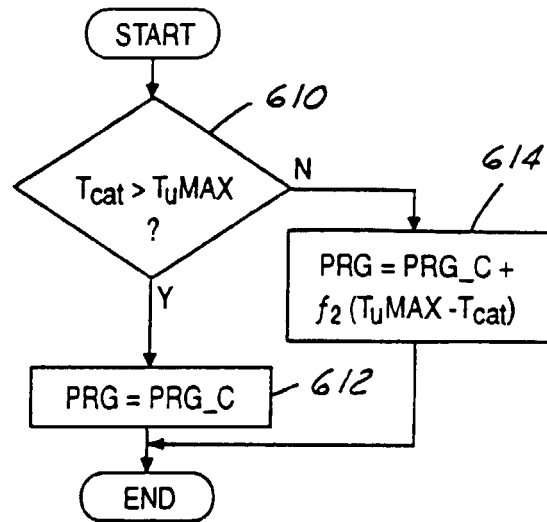 START
610
Tcat > TuMAX
?
N
614
PRG = PRG_C +
f2 (TuMAX -Tcat)
Y
612
PRG = PRG_C
END